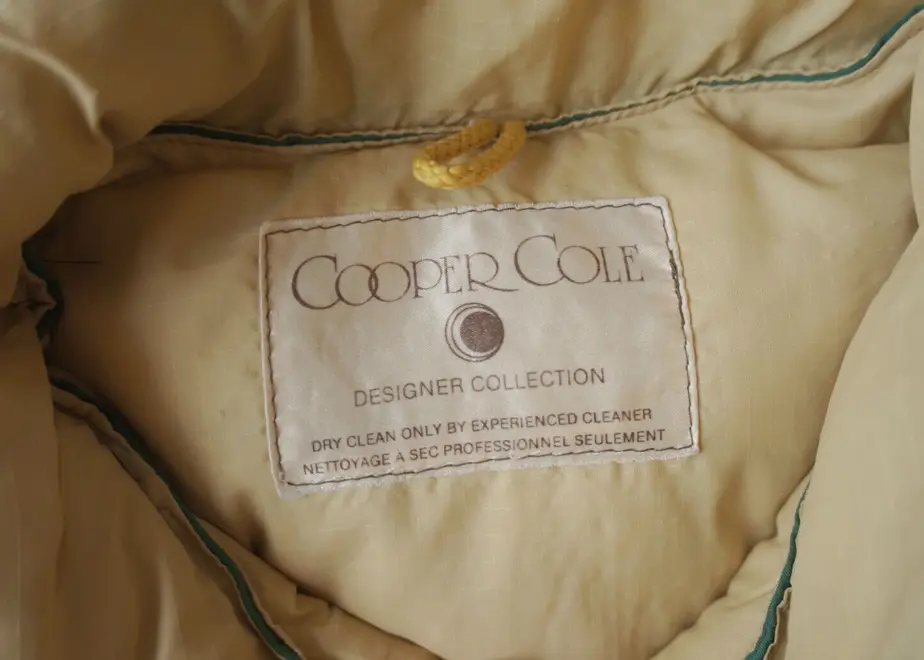 COOPER COLE
DESIGNER COLLECTION
DRY CLEAN ONLY BY EXPERIENCED CLEANER
NETTOYAGE A SEC PROFESSIONNEL SEULEMENT